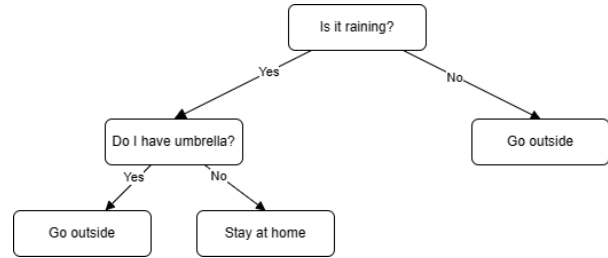 Is it raining?
Yes
No
Do I have umbrella?
Go outside
Yes
No
Go outside
Stay at home